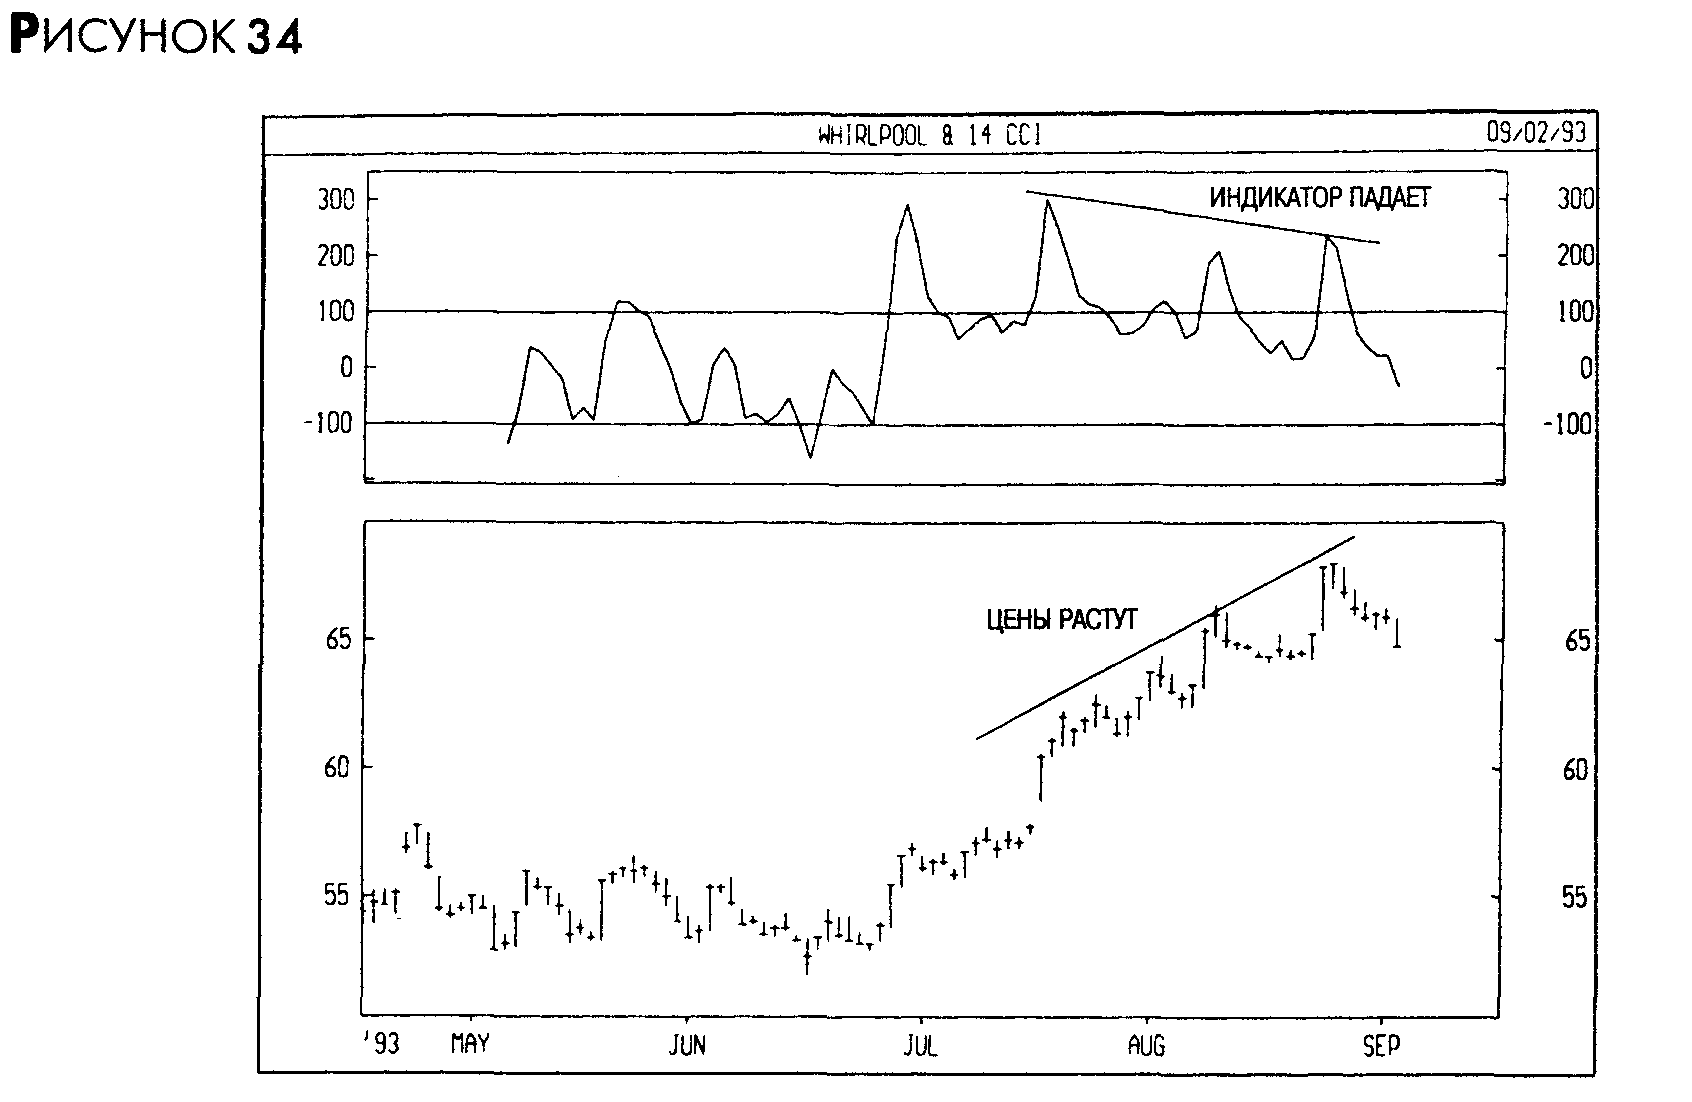 РИСУНОК 34
WHIRLPOOL & 14 CCI 09/02/93
ИНДИКАТОР ПАДАЕТ
300 300
200 200
100 100
0 0
-100 -100
ЦЕНЫ РАСТУТ
65 65
60 60
55 55
'93 MAY JUN JUL AUG SEP